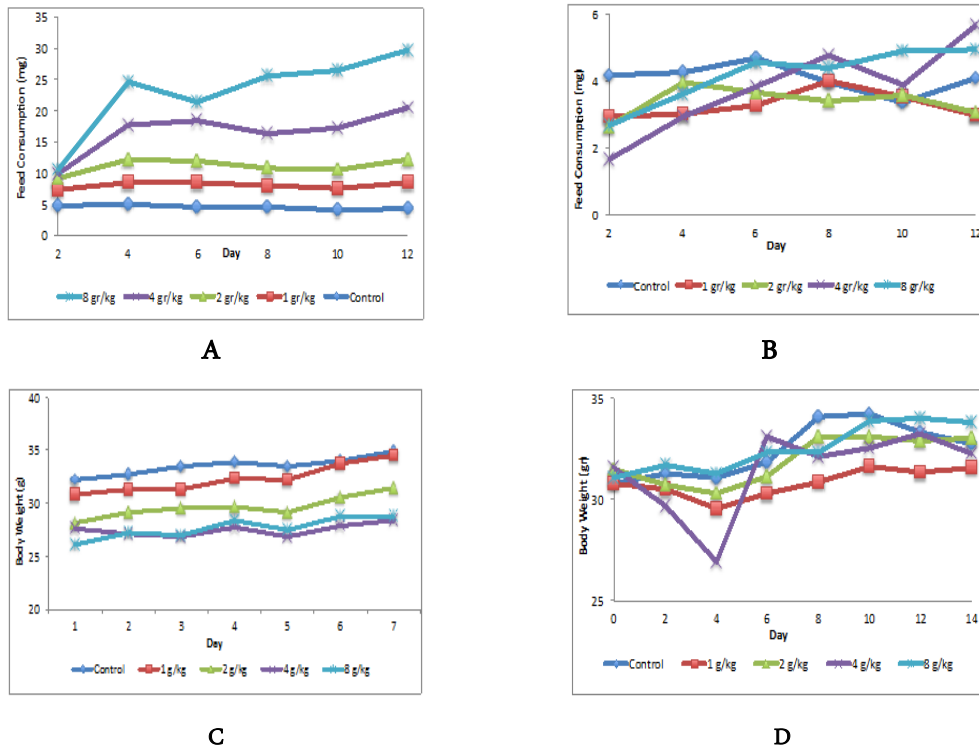 35
30
25
20
15
10
5
0
Feed Consumption (mg)
2 4 6 8 10 12
Day
8 gr/kg 4 gr/kg 2 gr/kg 1 gr/kg Control
A
6
4
2
0
Feed Consumption (mg)
2 4 6 8 10 12
Day
Control 1 gr/kg 2 gr/kg 4 gr/kg 8 gr/kg
B
40
35
30
25
20
Body Weight (g)
1 2 3 4 5 6 7
Day
Control 1 g/kg 2 g/kg 4 g/kg 8 g/kg
C
35
30
25
Body Weight (gr)
0 2 4 6 8 10 12 14
Day
Control 1 g/kg 2 g/kg 4 g/kg 8 g/kg
D